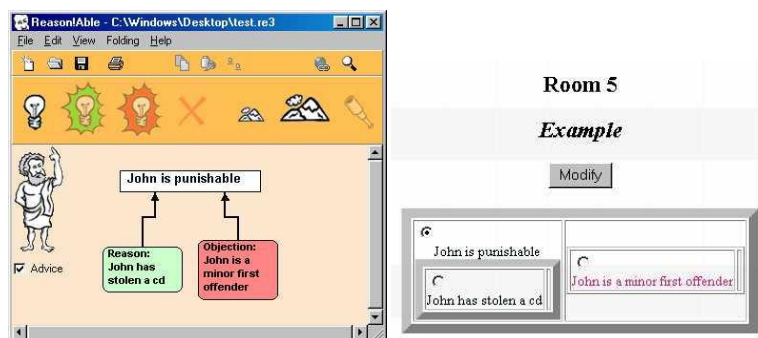 Reason!Able - C:\Windows\Desktop\test.re3
File Edit View Folding Help
John is punishable
Reason:
John has
stolen a cd
Objection:
John is a
minor first
offender
Advice
Room 5
Example
Modify
John is punishable
John has stolen a cd
John is a minor first offender